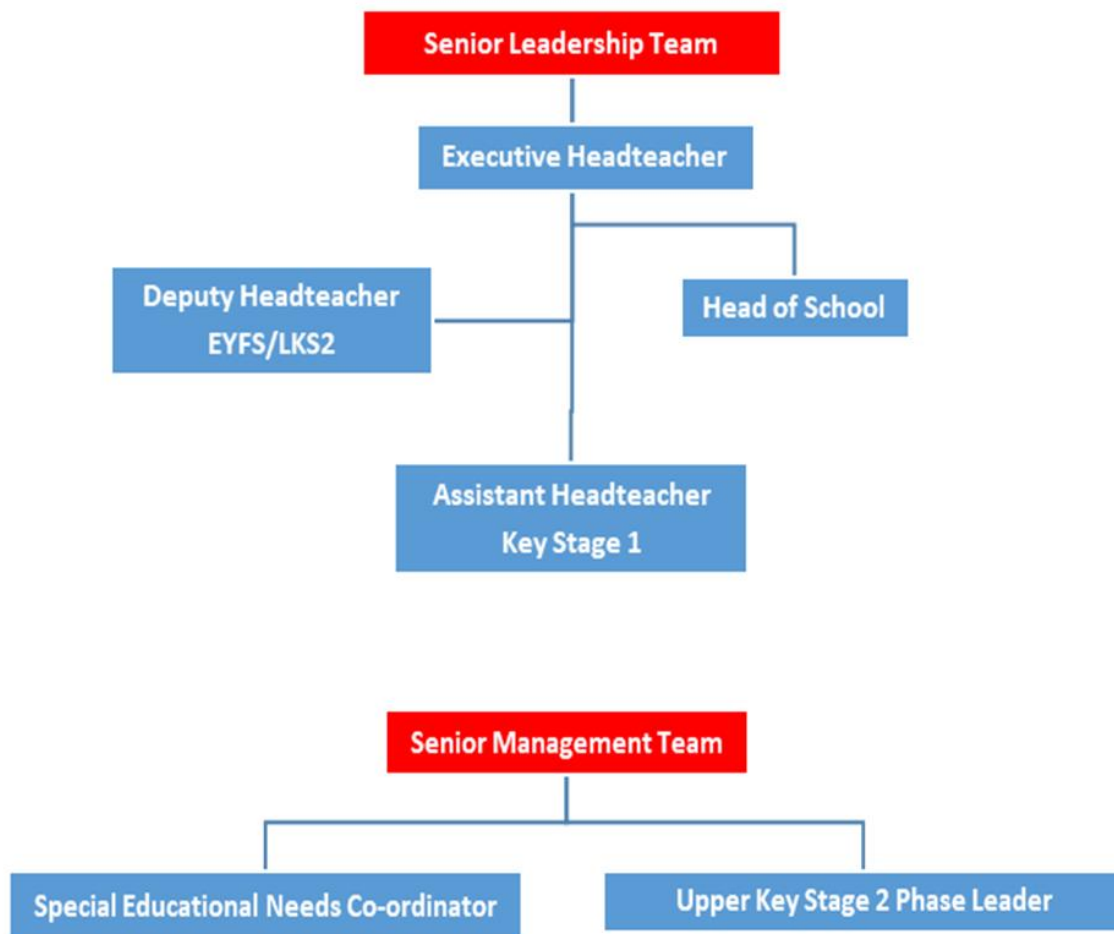 Senior Leadership Team
Executive Headteacher
Deputy Headteacher
EYFS/LKS2
Head of School
Assistant Headteacher
Key Stage 1
Senior Management Team
Special Educational Needs Co-ordinator
Upper Key Stage 2 Phase Leader